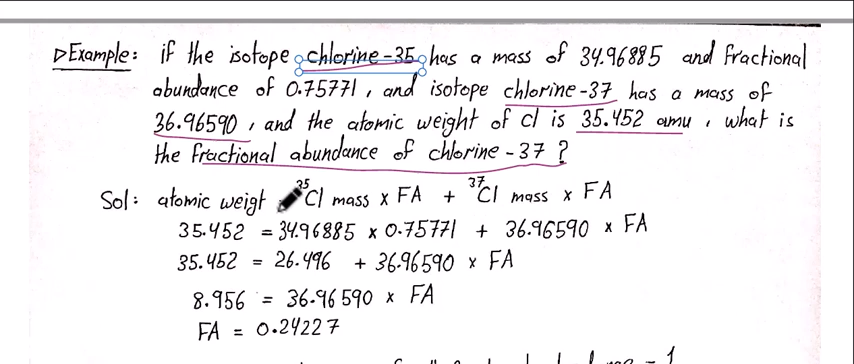 ▷Example: if the isotope chlorine-35 has a mass of 34.96885 and fractional
abundance of 0.75771, and isotope chlorine-37 has a mass of
36.96590, and the atomic weight of Cl is 35.452 amu, what is
the fractional abundance of chlorine-37?
Sol: atomic weigt ³⁵Cl mass x FA + ³⁷Cl mass x FA
35.452 = 34.96885 x 0.75771 + 36.96590 x FA
35.452 = 26.496 + 36.96590 x FA
8.956 = 36.96590 x FA
FA = 0.24227